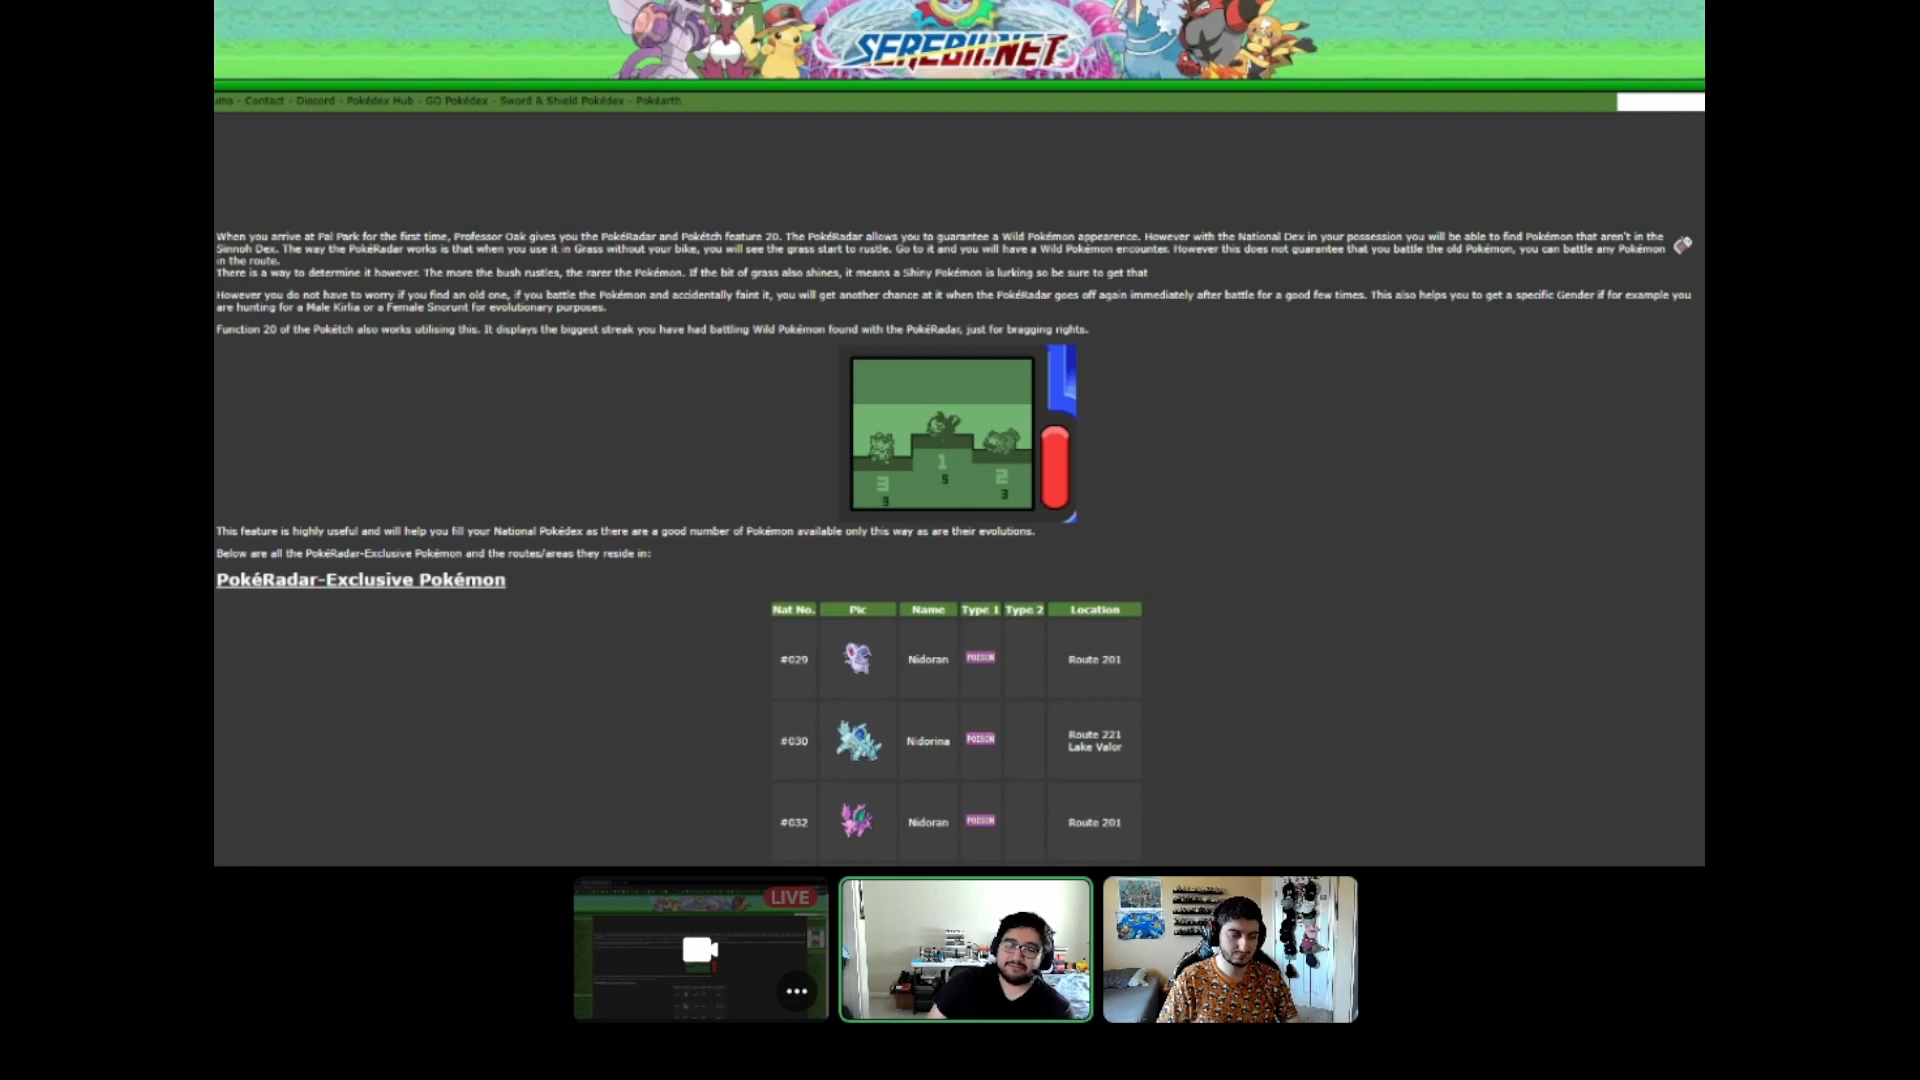 SEREBII.NET
ums - Contact - Discord - Pokédex Hub - GO Pokédex - Sword & Shield Pokédex - Pokéarth
When you arrive at Pal Park for the first time, Professor Oak gives you the PokéRadar and Pokétch feature 20. The PokéRadar allows you to guarantee a Wild Pokémon appearence. However with the National Dex in your possession you will be able to find Pokémon that aren't in the
Sinnoh Dex. The way the PokéRadar works is that when you use it in Grass without your bike, you will see the grass start to rustle. Go to it and you will have a Wild Pokémon encounter. However this does not guarantee that you battle the old Pokémon, you can battle any Pokémon
in the route.
There is a way to determine it however. The more the bush rustles, the rarer the Pokémon. If the bit of grass also shines, it means a Shiny Pokémon is lurking so be sure to get that
However you do not have to worry if you find an old one, if you battle the Pokémon and accidentally faint it, you will get another chance at it when the PokéRadar goes off again immediately after battle for a good few times. This also helps you to get a specific Gender if for example you
are hunting for a Male Kirlia or a Female Snorunt for evolutionary purposes.
Function 20 of the Pokétch also works utilising this. It displays the biggest streak you have had battling Wild Pokémon found with the PokéRadar, just for bragging rights.
1
5
2
3
3
3
This feature is highly useful and will help you fill your National Pokédex as there are a good number of Pokémon available only this way as are their evolutions.
Below are all the PokéRadar-Exclusive Pokémon and the routes/areas they reside in:
PokéRadar-Exclusive Pokémon
Nat No. Pic Name Type 1 Type 2 Location
#029 Nidoran POISON Route 201
#030 Nidorina POISON Route 221
Lake Valor
#032 Nidoran POISON Route 201
LIVE